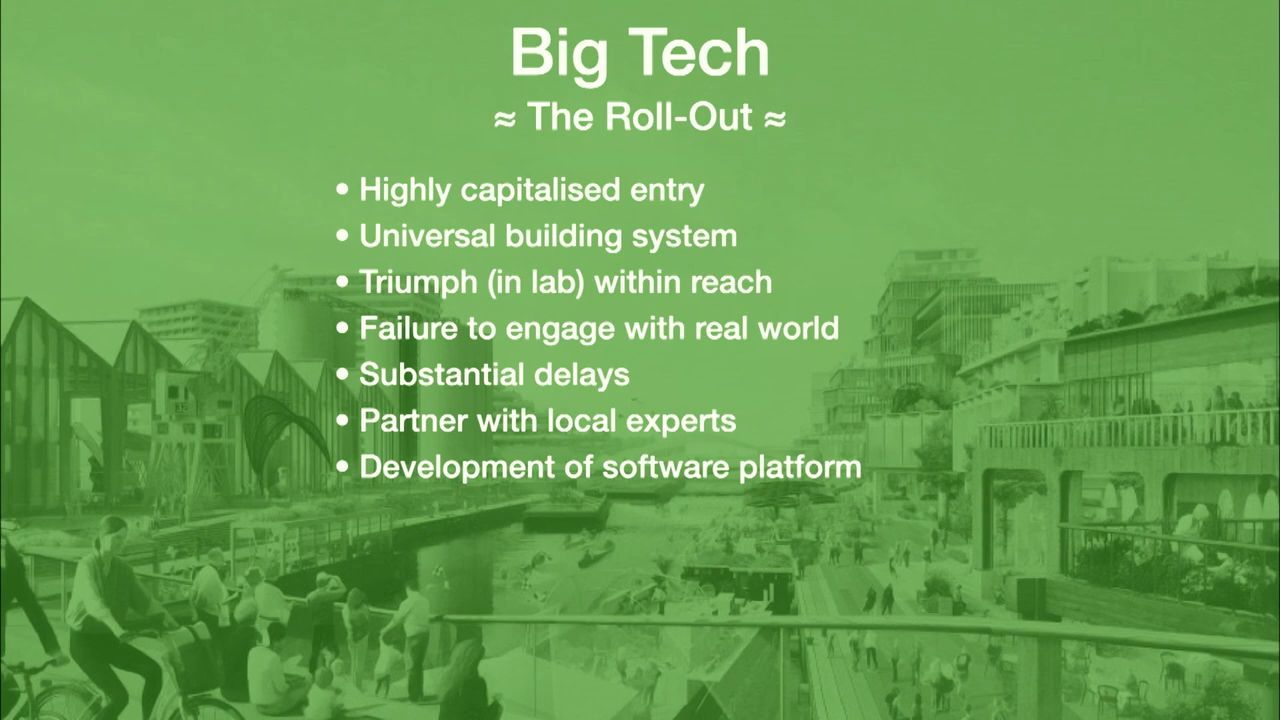 Big Tech
≈ The Roll-Out ≈
• Highly capitalised entry
• Universal building system
• Triumph (in lab) within reach
• Failure to engage with real world
• Substantial delays
• Partner with local experts
• Development of software platform